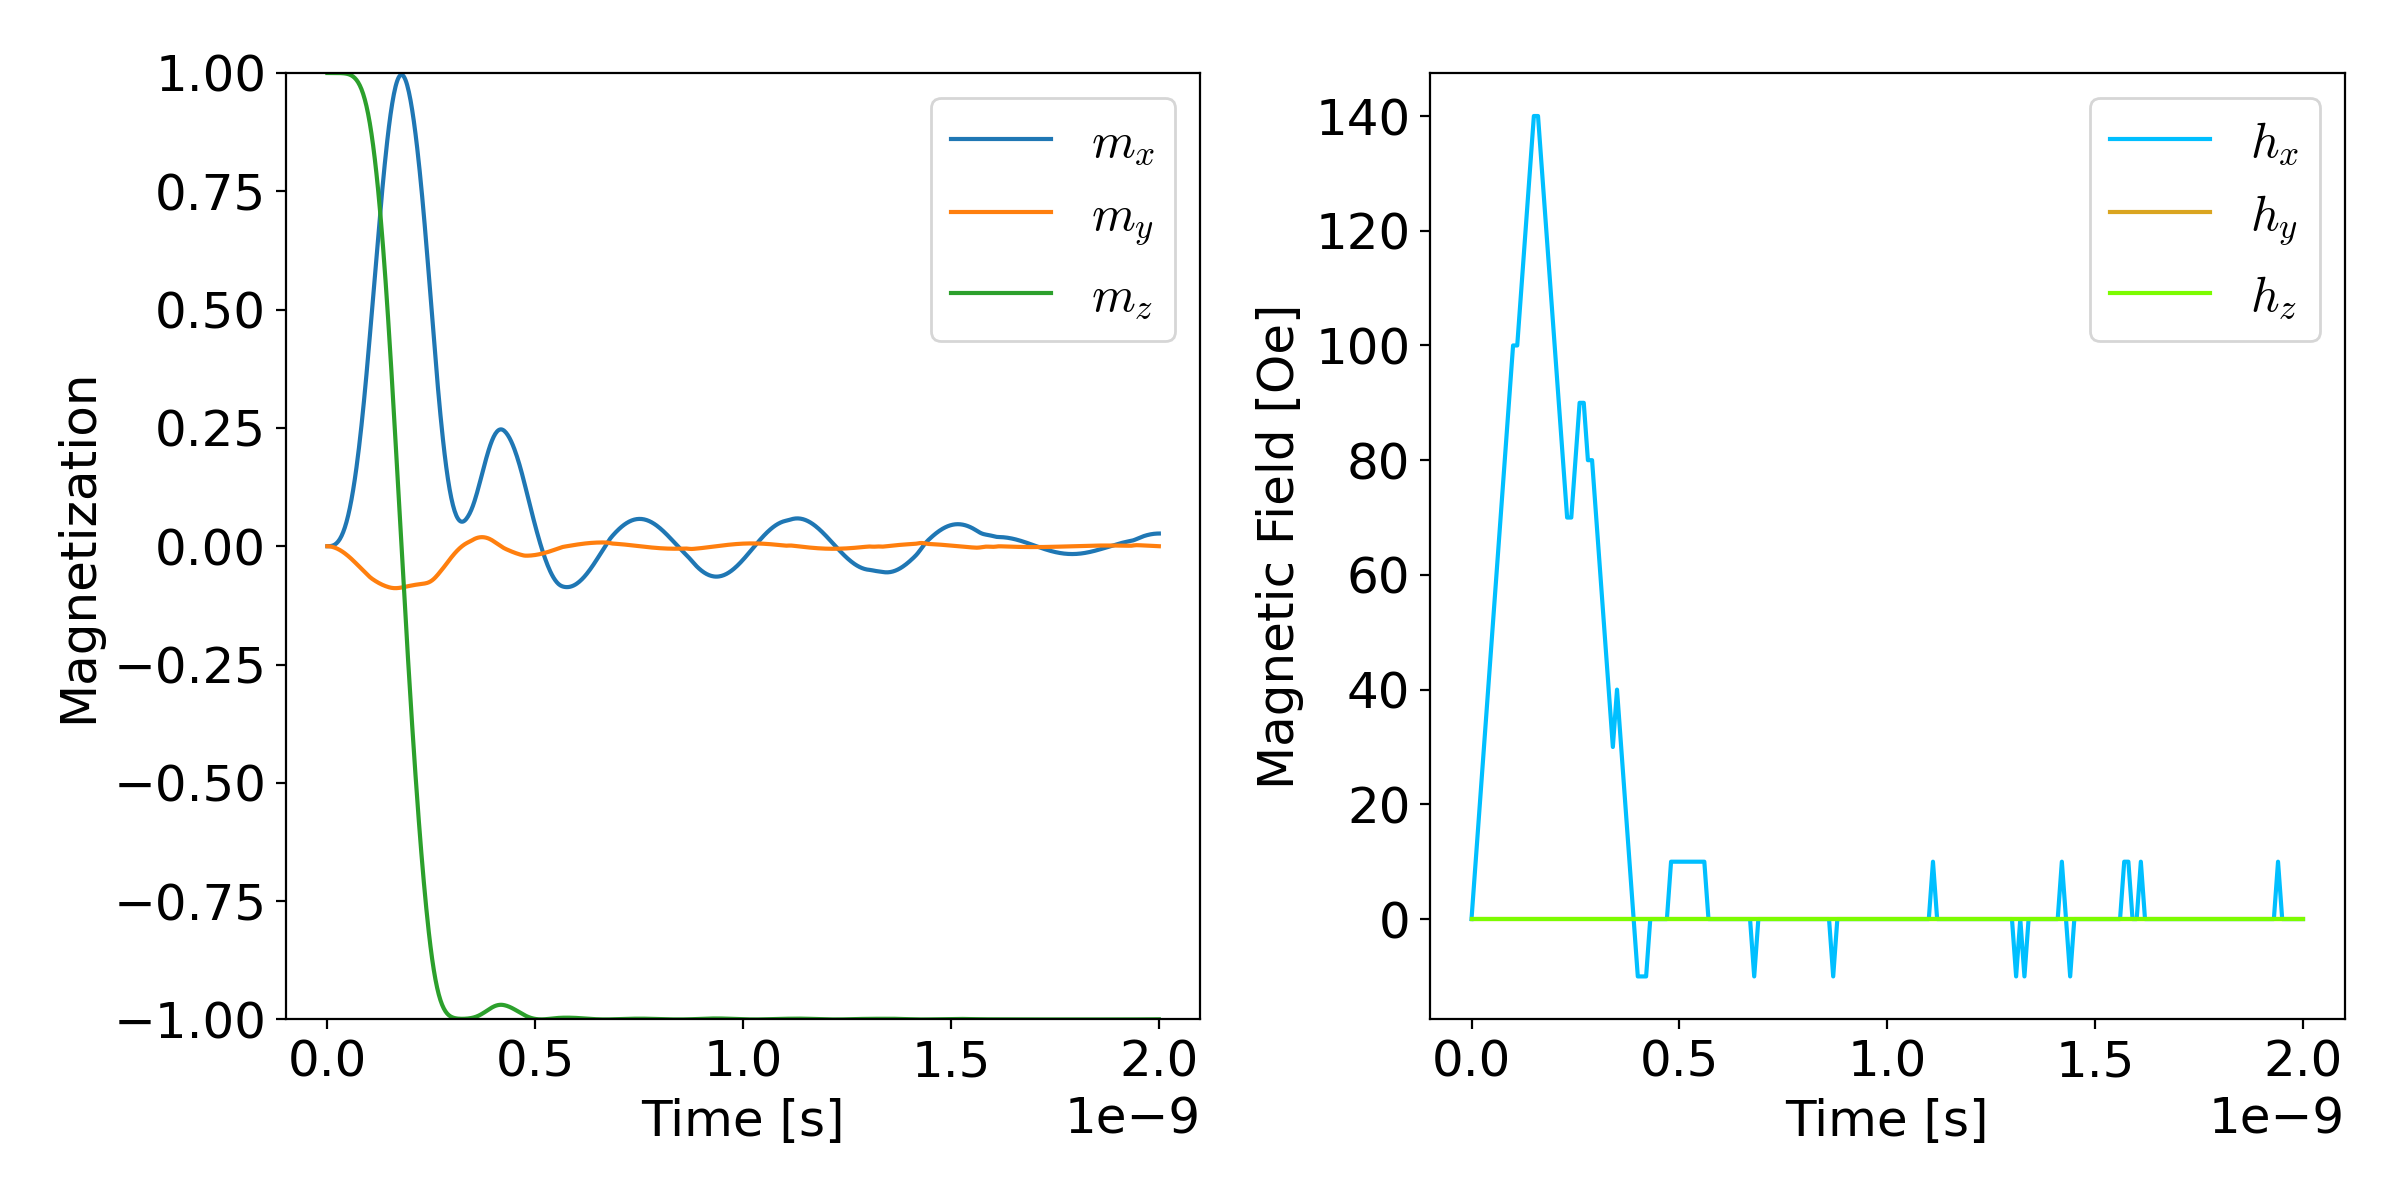 1.00
0.75
0.50
0.25
0.00
−0.25
−0.50
−0.75
−1.00
Magnetization
0.0 0.5 1.0 1.5 2.0
Time [s]
1e−9
m_x
m_y
m_z
140
120
100
80
60
40
20
0
Magnetic Field [Oe]
0.0 0.5 1.0 1.5 2.0
Time [s]
1e−9
h_x
h_y
h_z